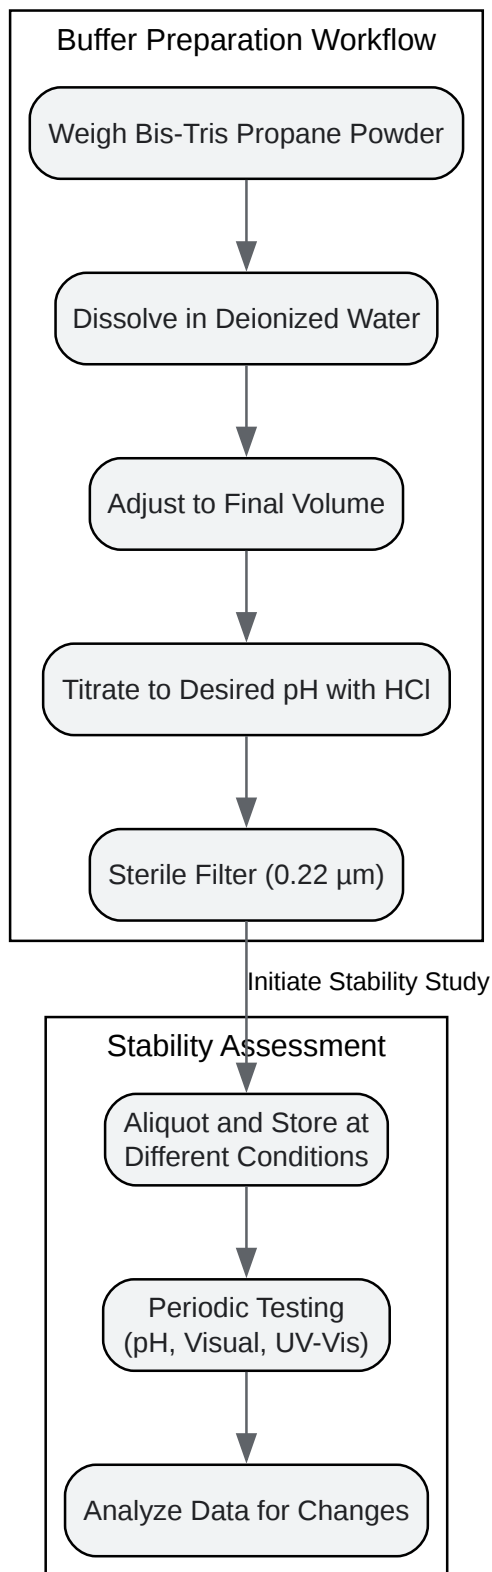 Buffer Preparation Workflow
Weigh Bis-Tris Propane Powder
Dissolve in Deionized Water
Adjust to Final Volume
Titrate to Desired pH with HCl
Sterile Filter (0.22 µm)
Initiate Stability Study
Stability Assessment
Aliquot and Store at
Different Conditions
Periodic Testing
(pH, Visual, UV-Vis)
Analyze Data for Changes